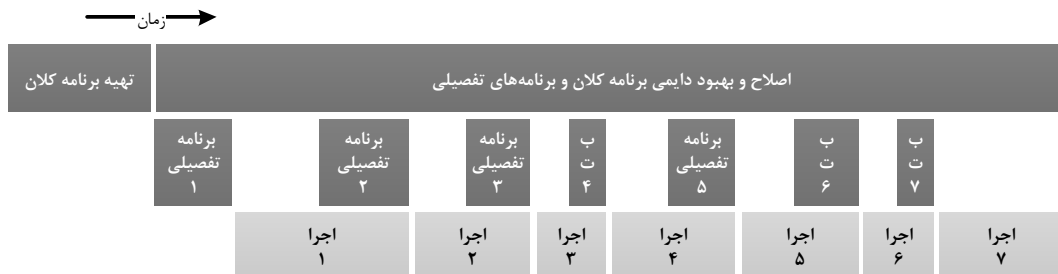 زمان
تهیه برنامه کلان
اصلاح و بهبود دایمی برنامه کلان و برنامه‌های تفصیلی
برنامه
تفصیلی
۱
برنامه
تفصیلی
۲
برنامه
تفصیلی
۳
ب
ت
۴
برنامه
تفصیلی
۵
ب
ت
۶
ب
ت
۷
اجرا
۱
اجرا
۲
اجرا
۳
اجرا
۴
اجرا
۵
اجرا
۶
اجرا
۷